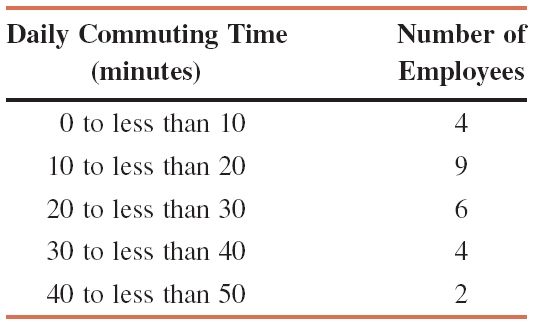 Daily Commuting Time Number of
(minutes) Employees
0 to less than 10 4
10 to less than 20 9
20 to less than 30 6
30 to less than 40 4
40 to less than 50 2